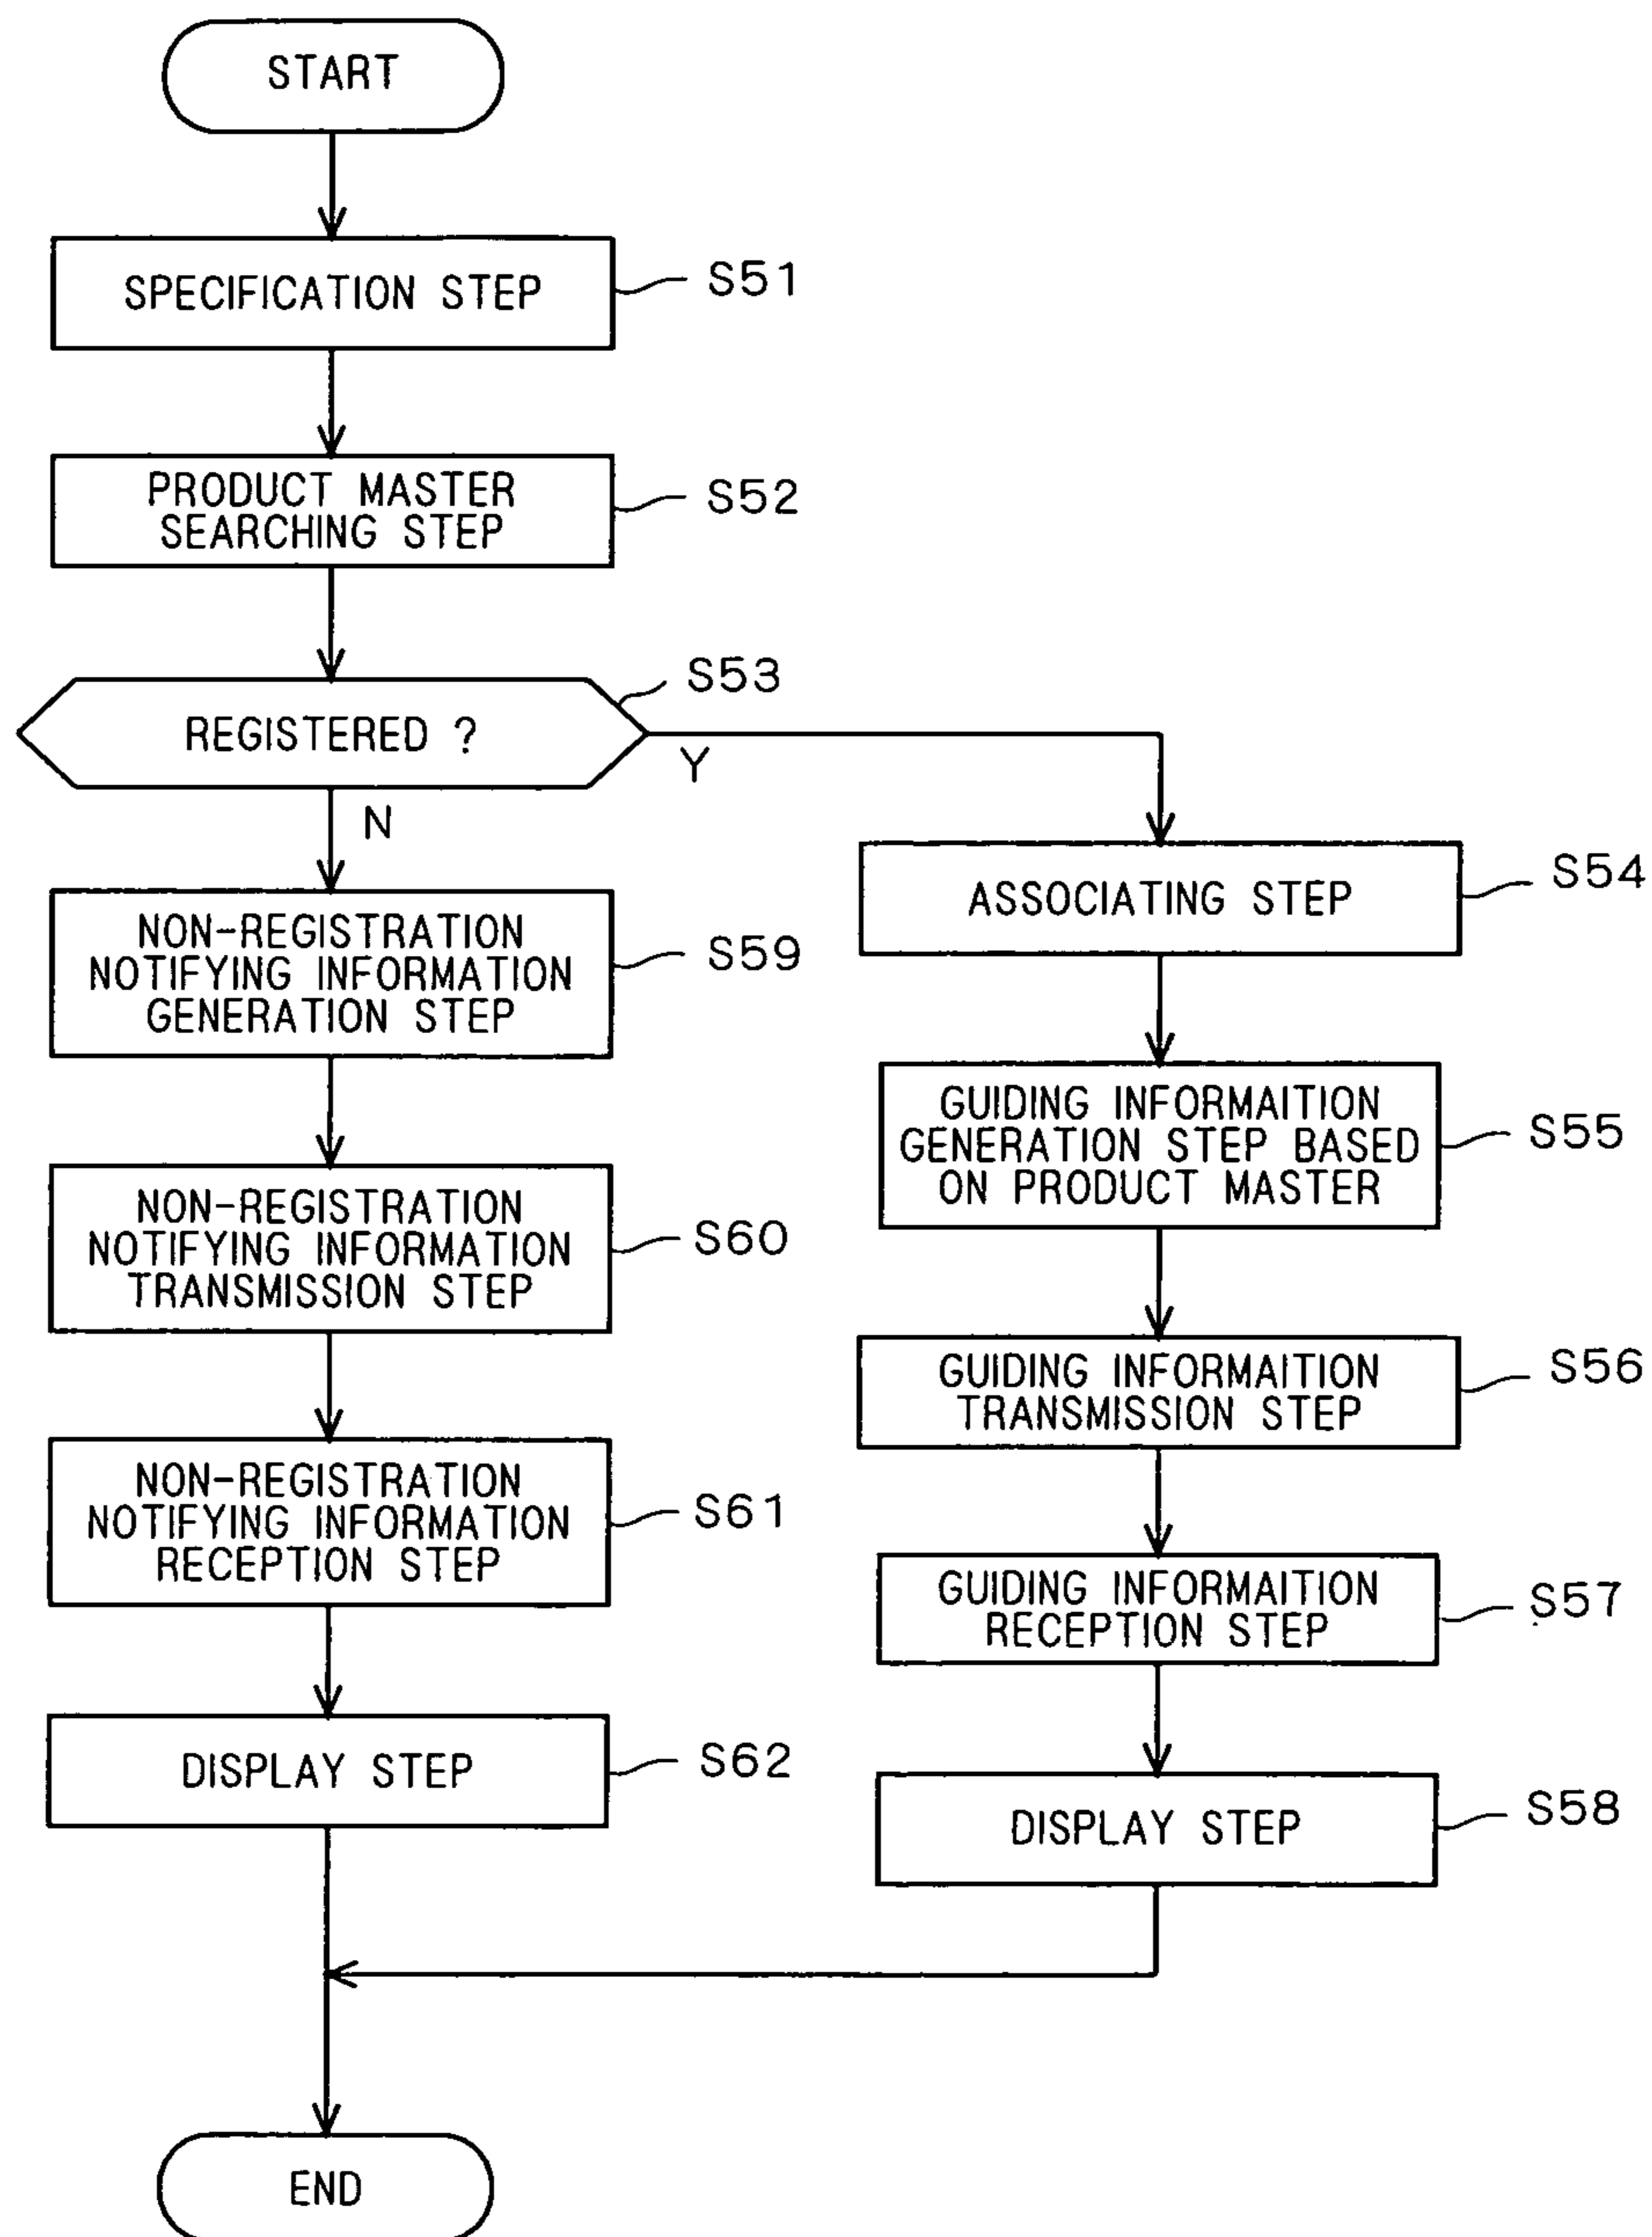 START
SPECIFICATION STEP
S51
PRODUCT MASTER
SEARCHING STEP
S52
REGISTERED ?
S53
Y
N
NON-REGISTRATION
NOTIFYING INFORMATION
GENERATION STEP
S59
NON-REGISTRATION
NOTIFYING INFORMATION
TRANSMISSION STEP
S60
NON-REGISTRATION
NOTIFYING INFORMATION
RECEPTION STEP
S61
DISPLAY STEP
S62
ASSOCIATING STEP
S54
GUIDING INFORMAITION
GENERATION STEP BASED
ON PRODUCT MASTER
S55
GUIDING INFORMAITION
TRANSMISSION STEP
S56
GUIDING INFORMAITION
RECEPTION STEP
S57
DISPLAY STEP
S58
END